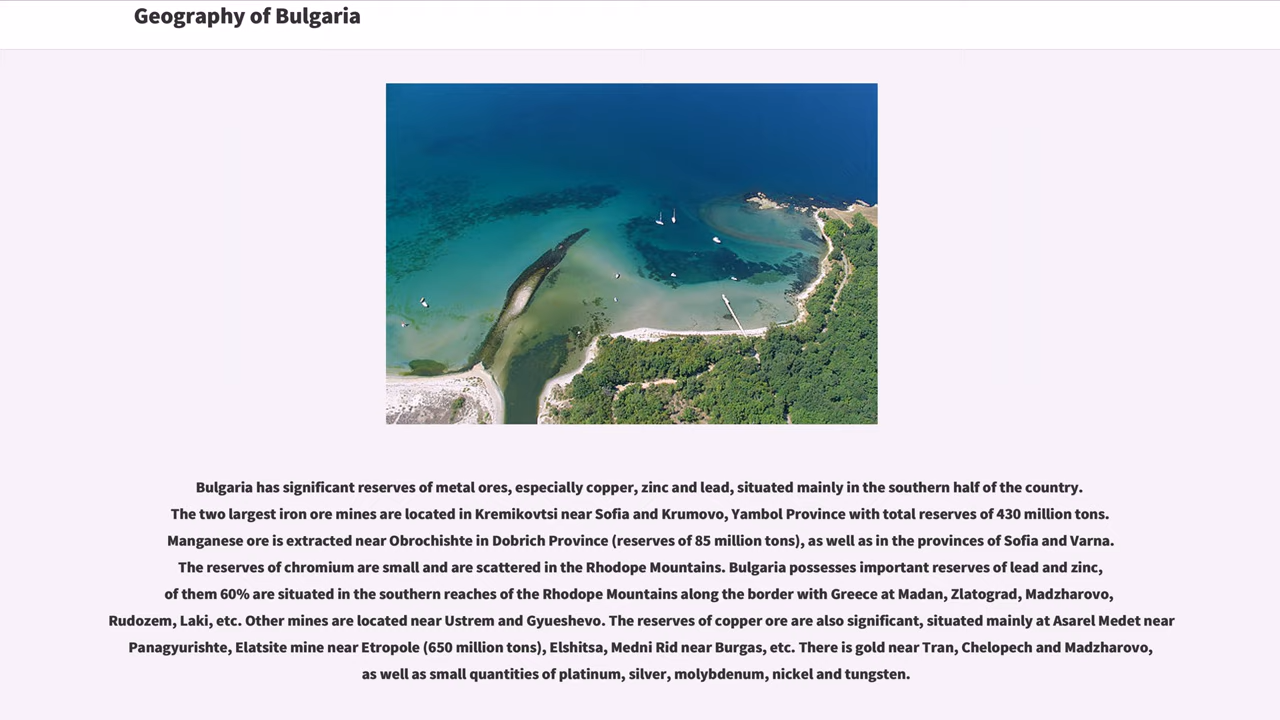 Geography of Bulgaria
Bulgaria has significant reserves of metal ores, especially copper, zinc and lead, situated mainly in the southern half of the country.
The two largest iron ore mines are located in Kremikovtsi near Sofia and Krumovo, Yambol Province with total reserves of 430 million tons.
Manganese ore is extracted near Obrochishte in Dobrich Province (reserves of 85 million tons), as well as in the provinces of Sofia and Varna.
The reserves of chromium are small and are scattered in the Rhodope Mountains. Bulgaria possesses important reserves of lead and zinc,
of them 60% are situated in the southern reaches of the Rhodope Mountains along the border with Greece at Madan, Zlatograd, Madzharovo,
Rudozem, Laki, etc. Other mines are located near Ustrem and Gyueshevo. The reserves of copper ore are also significant, situated mainly at Asarel Medet near
Panagyurishte, Elatsite mine near Etropole (650 million tons), Elshitsa, Medni Rid near Burgas, etc. There is gold near Tran, Chelopech and Madzharovo,
as well as small quantities of platinum, silver, molybdenum, nickel and tungsten.